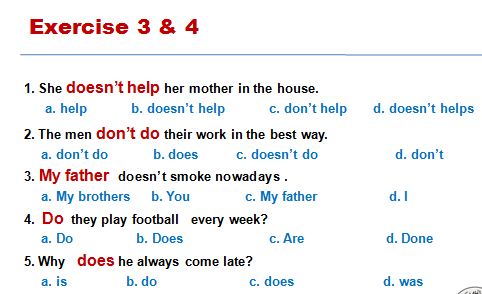 Exercise 3 & 4
1. She doesn't help her mother in the house.
a. help b. doesn't help c. don't help d. doesn't helps
2. The men don't do their work in the best way.
a. don't do b. does c. doesn't do d. don't
3. My father doesn't smoke nowadays .
a. My brothers b. You c. My father d. I
4. Do they play football every week?
a. Do b. Does c. Are d. Done
5. Why does he always come late?
a. is b. do c. does d. was